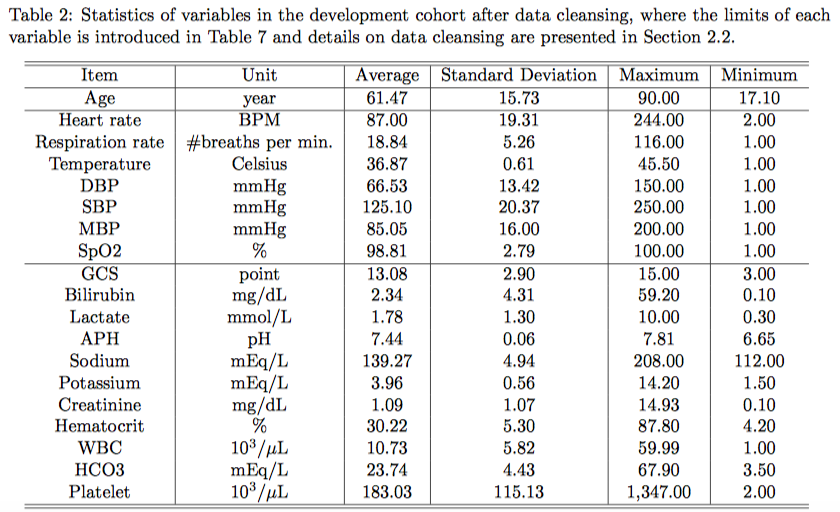 Table 2: Statistics of variables in the development cohort after data cleansing, where the limits of each
variable is introduced in Table 7 and details on data cleansing are presented in Section 2.2.
Item Unit Average Standard Deviation Maximum Minimum
Age year 61.47 15.73 90.00 17.10
Heart rate BPM 87.00 19.31 244.00 2.00
Respiration rate #breaths per min. 18.84 5.26 116.00 1.00
Temperature Celsius 36.87 0.61 45.50 1.00
DBP mmHg 66.53 13.42 150.00 1.00
SBP mmHg 125.10 20.37 250.00 1.00
MBP mmHg 85.05 16.00 200.00 1.00
SpO2 % 98.81 2.79 100.00 1.00
GCS point 13.08 2.90 15.00 3.00
Bilirubin mg/dL 2.34 4.31 59.20 0.10
Lactate mmol/L 1.78 1.30 10.00 0.30
APH pH 7.44 0.06 7.81 6.65
Sodium mEq/L 139.27 4.94 208.00 112.00
Potassium mEq/L 3.96 0.56 14.20 1.50
Creatinine mg/dL 1.09 1.07 14.93 0.10
Hematocrit % 30.22 5.30 87.80 4.20
WBC 10³/μL 10.73 5.82 59.99 1.00
HCO3 mEq/L 23.74 4.43 67.90 3.50
Platelet 10³/μL 183.03 115.13 1,347.00 2.00